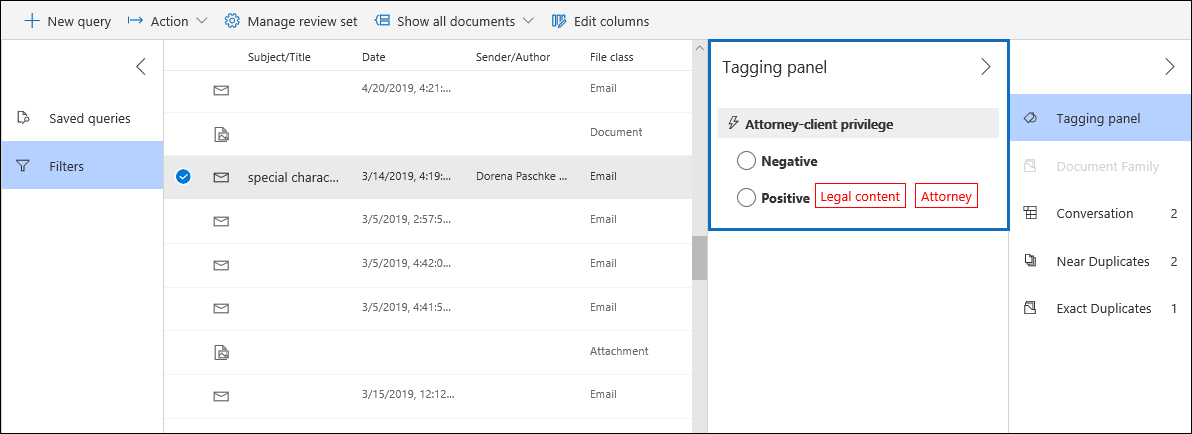 New query Action Manage review set Show all documents Edit columns
Saved queries
Filters
Subject/Title Date Sender/Author File class
4/20/2019, 4:21:... Email
Document
special charac... 3/14/2019, 4:19:... Dorena Paschke ... Email
3/5/2019, 2:57:5... Email
3/5/2019, 4:42:0... Email
3/5/2019, 4:41:5... Email
Attachment
3/15/2019, 12:12... Email
Tagging panel
Attorney-client privilege
Negative
Positive Legal content Attorney
Tagging panel
Document Family
Conversation 2
Near Duplicates 2
Exact Duplicates 1